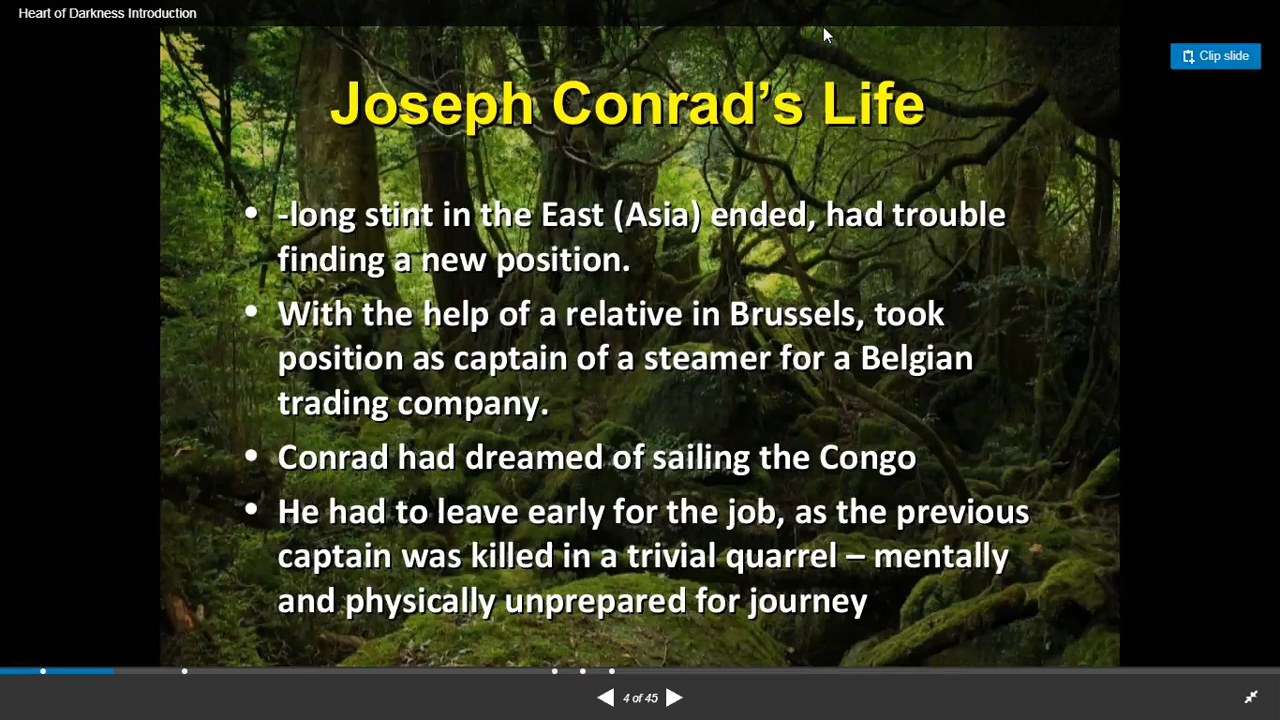 Heart of Darkness Introduction
Clip slide
Joseph Conrad's Life
• -long stint in the East (Asia) ended, had trouble
finding a new position.
• With the help of a relative in Brussels, took
position as captain of a steamer for a Belgian
trading company.
• Conrad had dreamed of sailing the Congo
• He had to leave early for the job, as the previous
captain was killed in a trivial quarrel – mentally
and physically unprepared for journey
4 of 45